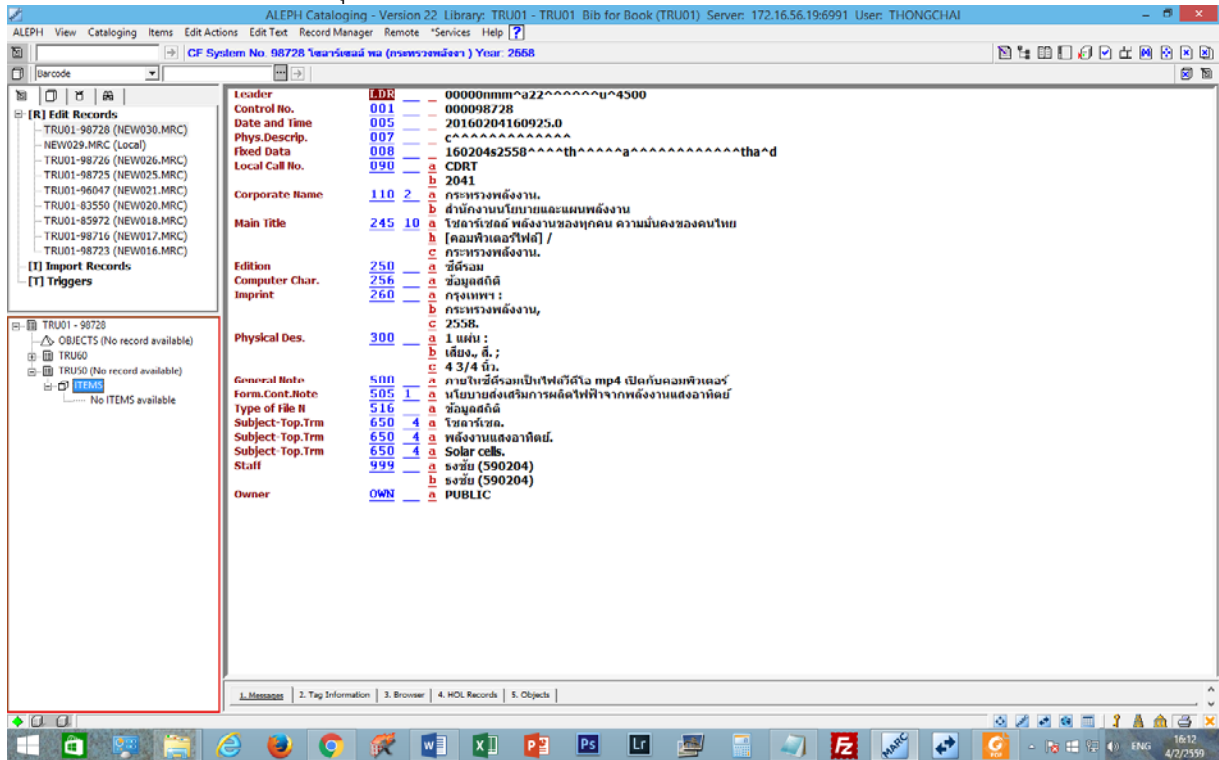 ALEPH Cataloging - Version 22 Library: TRU01 - TRU01 Bib for Book (TRU01) Server: 172.16.56.19:6991 User: THONGCHAI
ALEPH View Cataloging Items Edit Actions Edit Text Record Manager Remote *Services Help ?
CF System No. 98728 โซลาร์เซลล์ พล (กระทรวงพลังงา ) Year: 2558
Barcode
[R] Edit Records
TRU01-98728 (NEW030.MRC)
NEW029.MRC (Local)
TRU01-98726 (NEW026.MRC)
TRU01-98725 (NEW025.MRC)
TRU01-96047 (NEW021.MRC)
TRU01-83550 (NEW020.MRC)
TRU01-85972 (NEW018.MRC)
TRU01-98716 (NEW017.MRC)
TRU01-98723 (NEW016.MRC)
[I] Import Records
[T] Triggers
TRU01 - 98728
OBJECTS (No record available)
TRU60
TRU50 (No record available)
ITEMS
No ITEMS available
Leader LDR 00000nmm^a22^^^^^^u^4500
Control No. 001 000098728
Date and Time 005 20160204160925.0
Phys.Descrip. 007 c^^^^^^^^^^^^^
Fixed Data 008 160204s2558^^^^th^^^^^a^^^^^^^^^^^^tha^d
Local Call No. 090 a CDRT
b 2041
Corporate Name 110 2 a กระทรวงพลังงาน.
b สำนักงานนโยบายและแผนพลังงาน
Main Title 245 10 a โซลาร์เซลล์ พลังงานของทุกคน ความมั่นคงของคนไทย
h [คอมพิวเตอร์ไฟล์] /
c กระทรวงพลังงาน.
Edition 250 a ซีดีรอม
Computer Char. 256 a ข้อมูลสถิติ
Imprint 260 a กรุงเทพฯ :
b กระทรวงพลังงาน,
c 2558.
Physical Des. 300 a 1 แผ่น :
b เสียง., สี. ;
c 4 3/4 นิ้ว.
General Note 500 a ภายในซีดีรอมเป็นไฟล์วีดีโอ mp4 เปิดกับคอมพิวเตอร์
Form.Cont.Note 505 1 a นโยบายส่งเสริมการผลิตไฟฟ้าจากพลังงานแสงอาทิตย์
Type of File N 516 a ข้อมูลสถิติ
Subject-Top.Trm 650 4 a โซลาร์เซล.
Subject-Top.Trm 650 4 a พลังงานแสงอาทิตย์.
Subject-Top.Trm 650 4 a Solar cells.
Staff 999 a ธงชัย (590204)
b ธงชัย (590204)
Owner OWN a PUBLIC
1. Messages 2. Tag Information 3. Browser 4. HOL Records 5. Objects
ENG 16:12
4/2/2559